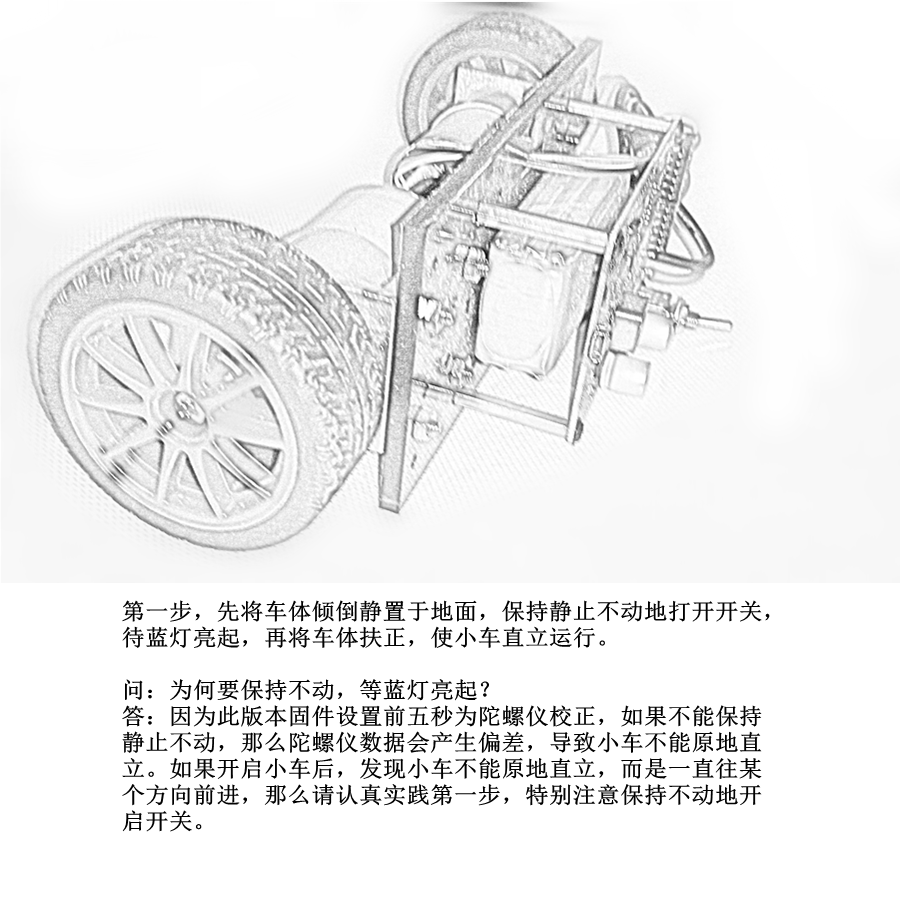 第一步，先将车体倾倒静置于地面，保持静止不动地打开开关，
待蓝灯亮起，再将车体扶正，使小车直立运行。
问：为何要保持不动，等蓝灯亮起？
答：因为此版本固件设置前五秒为陀螺仪校正，如果不能保持
静止不动，那么陀螺仪数据会产生偏差，导致小车不能原地直
立。如果开启小车后，发现小车不能原地直立，而是一直往某
个方向前进，那么请认真实践第一步，特别注意保持不动地开
启开关。